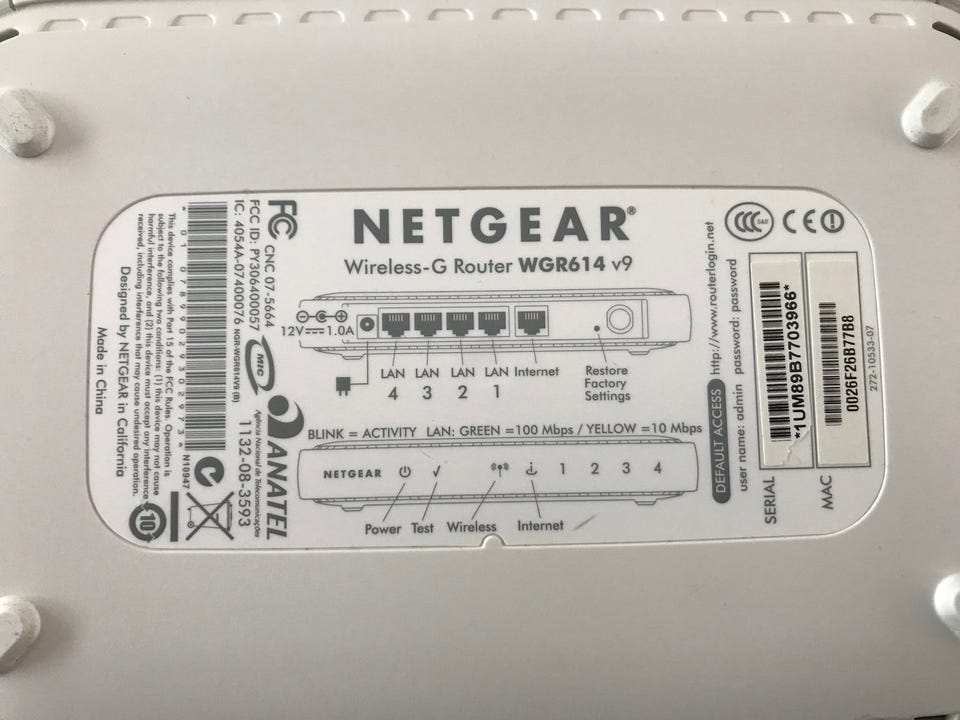 NETGEAR®
Wireless-G Router WGR614 v9
12V 1.0A
LAN LAN LAN LAN Internet
4 3 2 1
Restore
Factory
Settings
BLINK = ACTIVITY LAN: GREEN =100 Mbps / YELLOW =10 Mbps
NETGEAR 1 2 3 4
Power Test Wireless Internet
FC CNC 07-5664
FCC ID: PY306400057
IC: 4054A-07400076 NGR-WGR614V9 (B)
MIC
ANATEL
Agência Nacional de Telecomunicações
1132-08-3593
N10947
This device complies with Part 15 of the FCC Rules. Operation is
subject to the following two conditions: (1) this device may not cause
harmful interference, and (2) this device must accept any interference
received, including interference that may cause undesired operation.
Designed by NETGEAR in California
Made in China
10
CCC S&E
CE
DEFAULT ACCESS
http://www.routerlogin.net
user name: admin password: password
SERIAL
*1UM89B7703966*
MAC
0026F26B77B8
272-10533-07